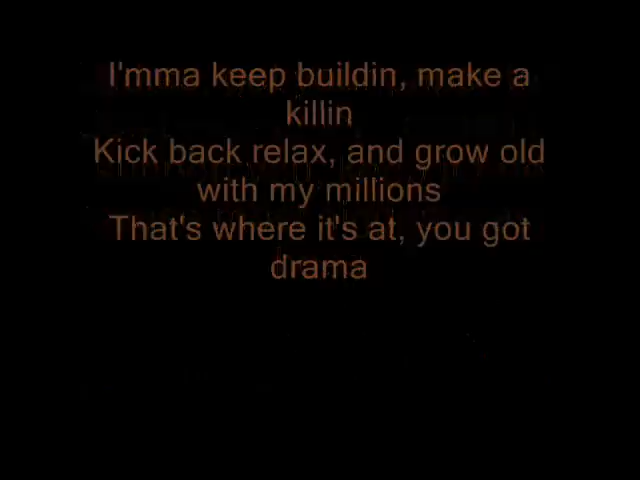 I'mma keep buildin, make a
killin
Kick back relax, and grow old
with my millions
That's where it's at, you got
drama